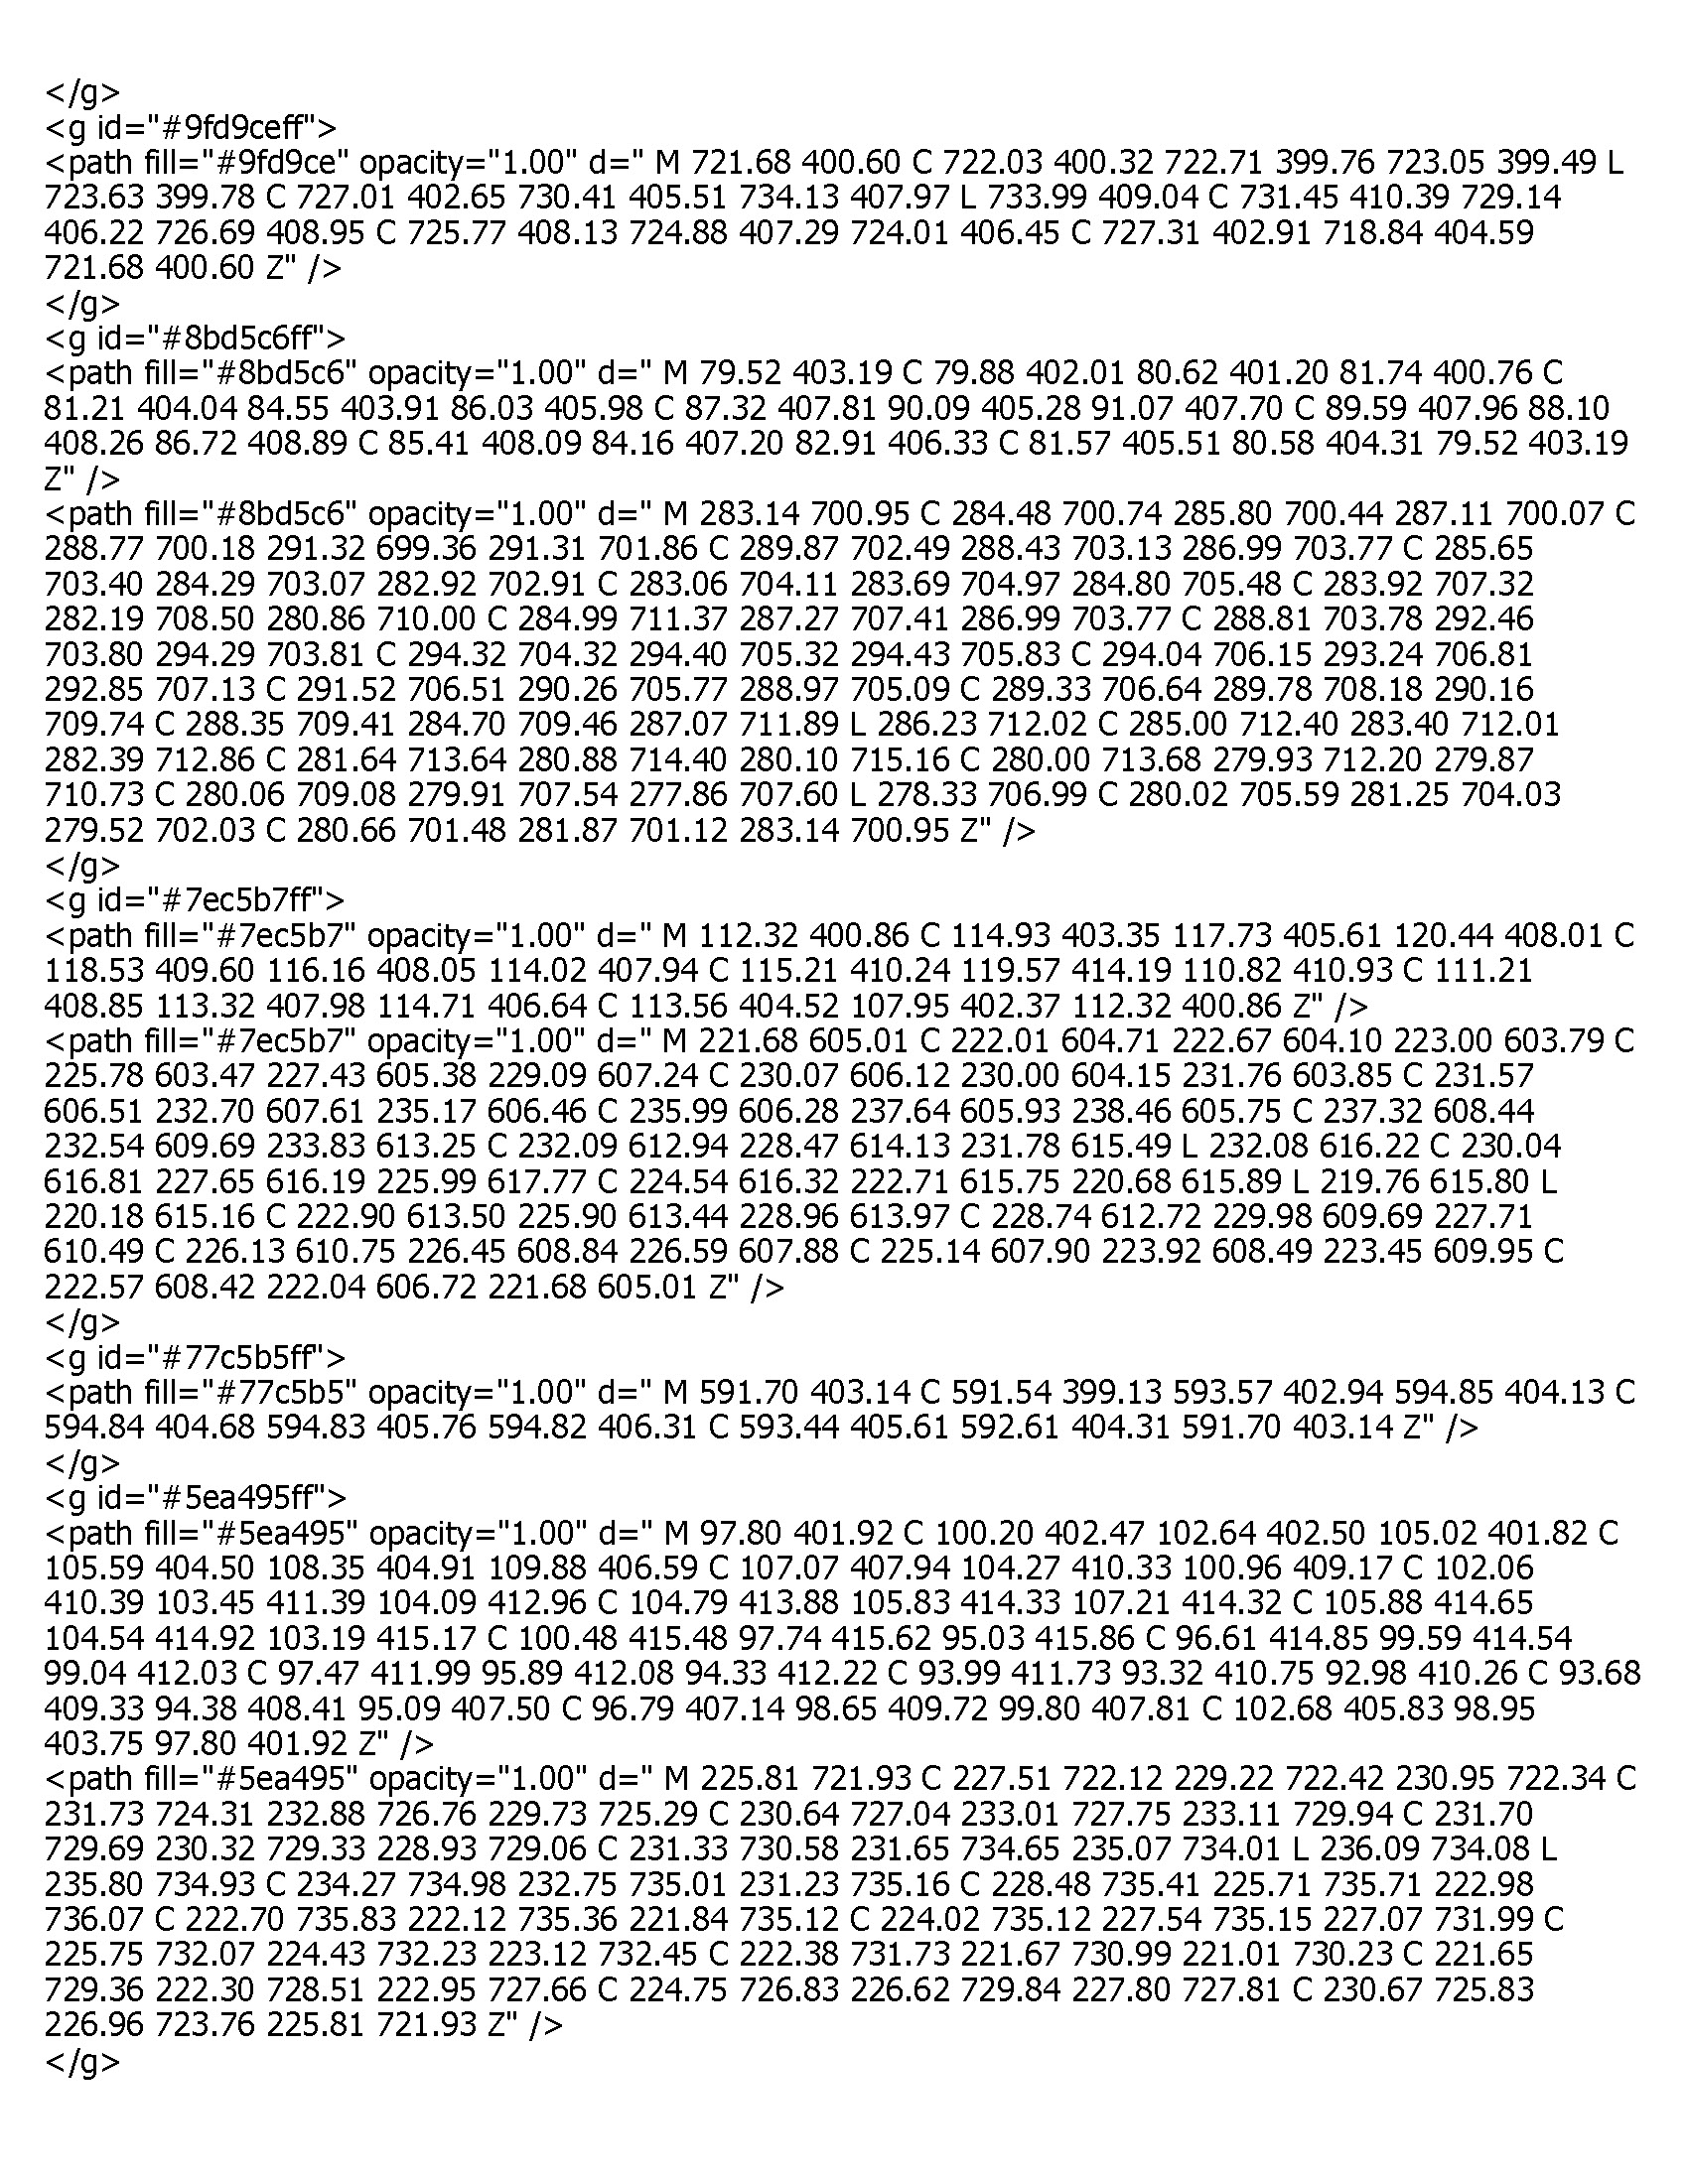 </g>
<g id="#9fd9ceff">
<path fill="#9fd9ce" opacity="1.00" d=" M 721.68 400.60 C 722.03 400.32 722.71 399.76 723.05 399.49 L
723.63 399.78 C 727.01 402.65 730.41 405.51 734.13 407.97 L 733.99 409.04 C 731.45 410.39 729.14
406.22 726.69 408.95 C 725.77 408.13 724.88 407.29 724.01 406.45 C 727.31 402.91 718.84 404.59
721.68 400.60 Z" />
</g>
<g id="#8bd5c6ff">
<path fill="#8bd5c6" opacity="1.00" d=" M 79.52 403.19 C 79.88 402.01 80.62 401.20 81.74 400.76 C
81.21 404.04 84.55 403.91 86.03 405.98 C 87.32 407.81 90.09 405.28 91.07 407.70 C 89.59 407.96 88.10
408.26 86.72 408.89 C 85.41 408.09 84.16 407.20 82.91 406.33 C 81.57 405.51 80.58 404.31 79.52 403.19
Z" />
<path fill="#8bd5c6" opacity="1.00" d=" M 283.14 700.95 C 284.48 700.74 285.80 700.44 287.11 700.07 C
288.77 700.18 291.32 699.36 291.31 701.86 C 289.87 702.49 288.43 703.13 286.99 703.77 C 285.65
703.40 284.29 703.07 282.92 702.91 C 283.06 704.11 283.69 704.97 284.80 705.48 C 283.92 707.32
282.19 708.50 280.86 710.00 C 284.99 711.37 287.27 707.41 286.99 703.77 C 288.81 703.78 292.46
703.80 294.29 703.81 C 294.32 704.32 294.40 705.32 294.43 705.83 C 294.04 706.15 293.24 706.81
292.85 707.13 C 291.52 706.51 290.26 705.77 288.97 705.09 C 289.33 706.64 289.78 708.18 290.16
709.74 C 288.35 709.41 284.70 709.46 287.07 711.89 L 286.23 712.02 C 285.00 712.40 283.40 712.01
282.39 712.86 C 281.64 713.64 280.88 714.40 280.10 715.16 C 280.00 713.68 279.93 712.20 279.87
710.73 C 280.06 709.08 279.91 707.54 277.86 707.60 L 278.33 706.99 C 280.02 705.59 281.25 704.03
279.52 702.03 C 280.66 701.48 281.87 701.12 283.14 700.95 Z" />
</g>
<g id="#7ec5b7ff">
<path fill="#7ec5b7" opacity="1.00" d=" M 112.32 400.86 C 114.93 403.35 117.73 405.61 120.44 408.01 C
118.53 409.60 116.16 408.05 114.02 407.94 C 115.21 410.24 119.57 414.19 110.82 410.93 C 111.21
408.85 113.32 407.98 114.71 406.64 C 113.56 404.52 107.95 402.37 112.32 400.86 Z" />
<path fill="#7ec5b7" opacity="1.00" d=" M 221.68 605.01 C 222.01 604.71 222.67 604.10 223.00 603.79 C
225.78 603.47 227.43 605.38 229.09 607.24 C 230.07 606.12 230.00 604.15 231.76 603.85 C 231.57
606.51 232.70 607.61 235.17 606.46 C 235.99 606.28 237.64 605.93 238.46 605.75 C 237.32 608.44
232.54 609.69 233.83 613.25 C 232.09 612.94 228.47 614.13 231.78 615.49 L 232.08 616.22 C 230.04
616.81 227.65 616.19 225.99 617.77 C 224.54 616.32 222.71 615.75 220.68 615.89 L 219.76 615.80 L
220.18 615.16 C 222.90 613.50 225.90 613.44 228.96 613.97 C 228.74 612.72 229.98 609.69 227.71
610.49 C 226.13 610.75 226.45 608.84 226.59 607.88 C 225.14 607.90 223.92 608.49 223.45 609.95 C
222.57 608.42 222.04 606.72 221.68 605.01 Z" />
</g>
<g id="#77c5b5ff">
<path fill="#77c5b5" opacity="1.00" d=" M 591.70 403.14 C 591.54 399.13 593.57 402.94 594.85 404.13 C
594.84 404.68 594.83 405.76 594.82 406.31 C 593.44 405.61 592.61 404.31 591.70 403.14 Z" />
</g>
<g id="#5ea495ff">
<path fill="#5ea495" opacity="1.00" d=" M 97.80 401.92 C 100.20 402.47 102.64 402.50 105.02 401.82 C
105.59 404.50 108.35 404.91 109.88 406.59 C 107.07 407.94 104.27 410.33 100.96 409.17 C 102.06
410.39 103.45 411.39 104.09 412.96 C 104.79 413.88 105.83 414.33 107.21 414.32 C 105.88 414.65
104.54 414.92 103.19 415.17 C 100.48 415.48 97.74 415.62 95.03 415.86 C 96.61 414.85 99.59 414.54
99.04 412.03 C 97.47 411.99 95.89 412.08 94.33 412.22 C 93.99 411.73 93.32 410.75 92.98 410.26 C 93.68
409.33 94.38 408.41 95.09 407.50 C 96.79 407.14 98.65 409.72 99.80 407.81 C 102.68 405.83 98.95
403.75 97.80 401.92 Z" />
<path fill="#5ea495" opacity="1.00" d=" M 225.81 721.93 C 227.51 722.12 229.22 722.42 230.95 722.34 C
231.73 724.31 232.88 726.76 229.73 725.29 C 230.64 727.04 233.01 727.75 233.11 729.94 C 231.70
729.69 230.32 729.33 228.93 729.06 C 231.33 730.58 231.65 734.65 235.07 734.01 L 236.09 734.08 L
235.80 734.93 C 234.27 734.98 232.75 735.01 231.23 735.16 C 228.48 735.41 225.71 735.71 222.98
736.07 C 222.70 735.83 222.12 735.36 221.84 735.12 C 224.02 735.12 227.54 735.15 227.07 731.99 C
225.75 732.07 224.43 732.23 223.12 732.45 C 222.38 731.73 221.67 730.99 221.01 730.23 C 221.65
729.36 222.30 728.51 222.95 727.66 C 224.75 726.83 226.62 729.84 227.80 727.81 C 230.67 725.83
226.96 723.76 225.81 721.93 Z" />
</g>